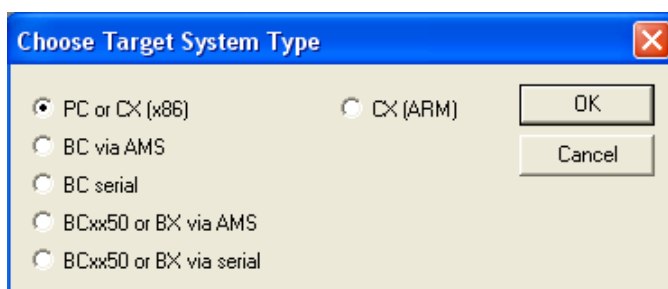 Choose Target System Type
PC or CX (x86)
CX (ARM)
OK
BC via AMS
Cancel
BC serial
BCxx50 or BX via AMS
BCxx50 or BX via serial